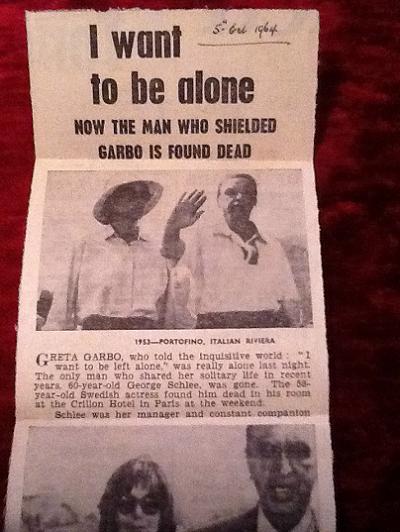 I want
5th Oct 1964
to be alone
NOW THE MAN WHO SHIELDED
GARBO IS FOUND DEAD
1953—PORTOFINO, ITALIAN RIVIERA
GRETA GARBO, who told the inquisitive world : "I
want to be left alone," was really alone last night.
The only man who shared her solitary life in recent
years, 60-year-old George Schlee, was gone. The 58-
year-old Swedish actress found him dead in his room
at the Crillon Hotel in Paris at the weekend.
Schlee was her manager and constant companion